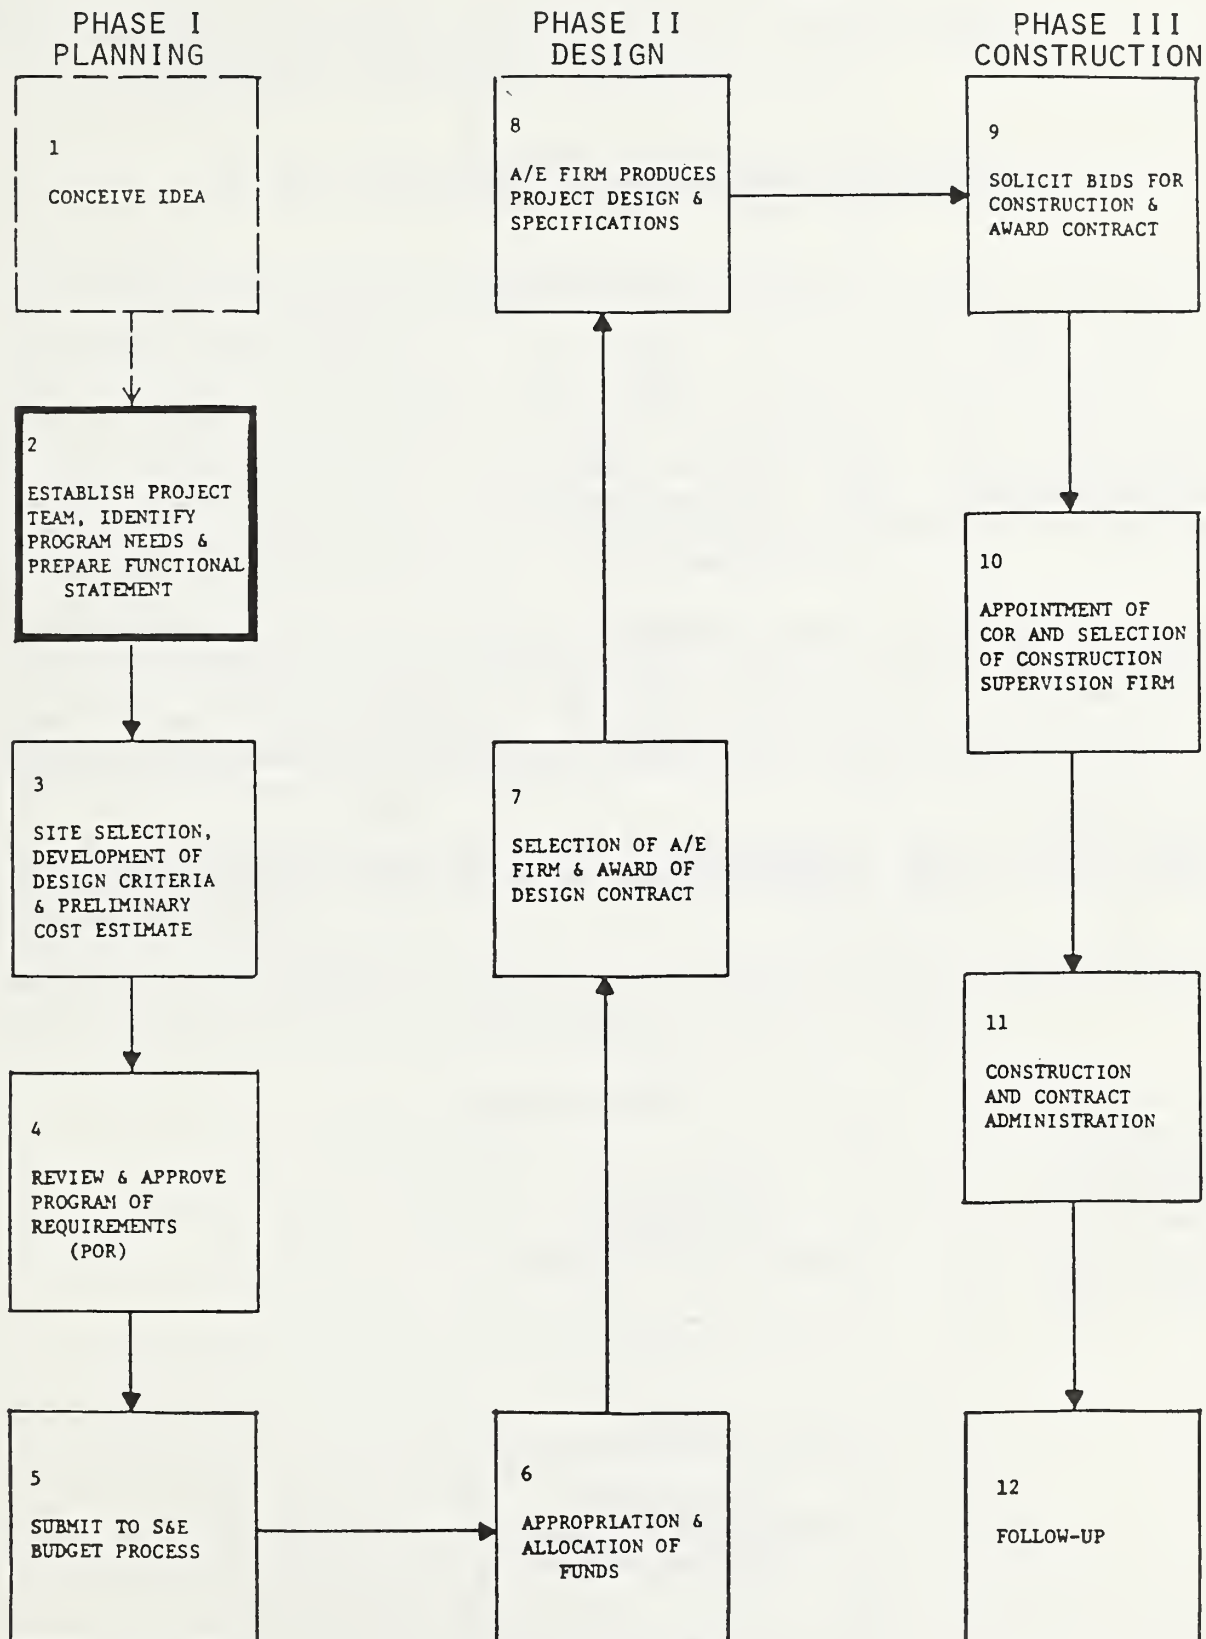 PHASE I
PLANNING
1
CONCEIVE IDEA
2
ESTABLISH PROJECT
TEAM, IDENTIFY
PROGRAM NEEDS &
PREPARE FUNCTIONAL
STATEMENT
3
SITE SELECTION,
DEVELOPMENT OF
DESIGN CRITERIA
& PRELIMINARY
COST ESTIMATE
4
REVIEW & APPROVE
PROGRAM OF
REQUIREMENTS
(POR)
5
SUBMIT TO S&E
BUDGET PROCESS
PHASE II
DESIGN
8
A/E FIRM PRODUCES
PROJECT DESIGN &
SPECIFICATIONS
7
SELECTION OF A/E
FIRM & AWARD OF
DESIGN CONTRACT
6
APPROPRIATION &
ALLOCATION OF
FUNDS
PHASE III
CONSTRUCTION
9
SOLICIT BIDS FOR
CONSTRUCTION &
AWARD CONTRACT
10
APPOINTMENT OF
COR AND SELECTION
OF CONSTRUCTION
SUPERVISION FIRM
11
CONSTRUCTION
AND CONTRACT
ADMINISTRATION
12
FOLLOW-UP